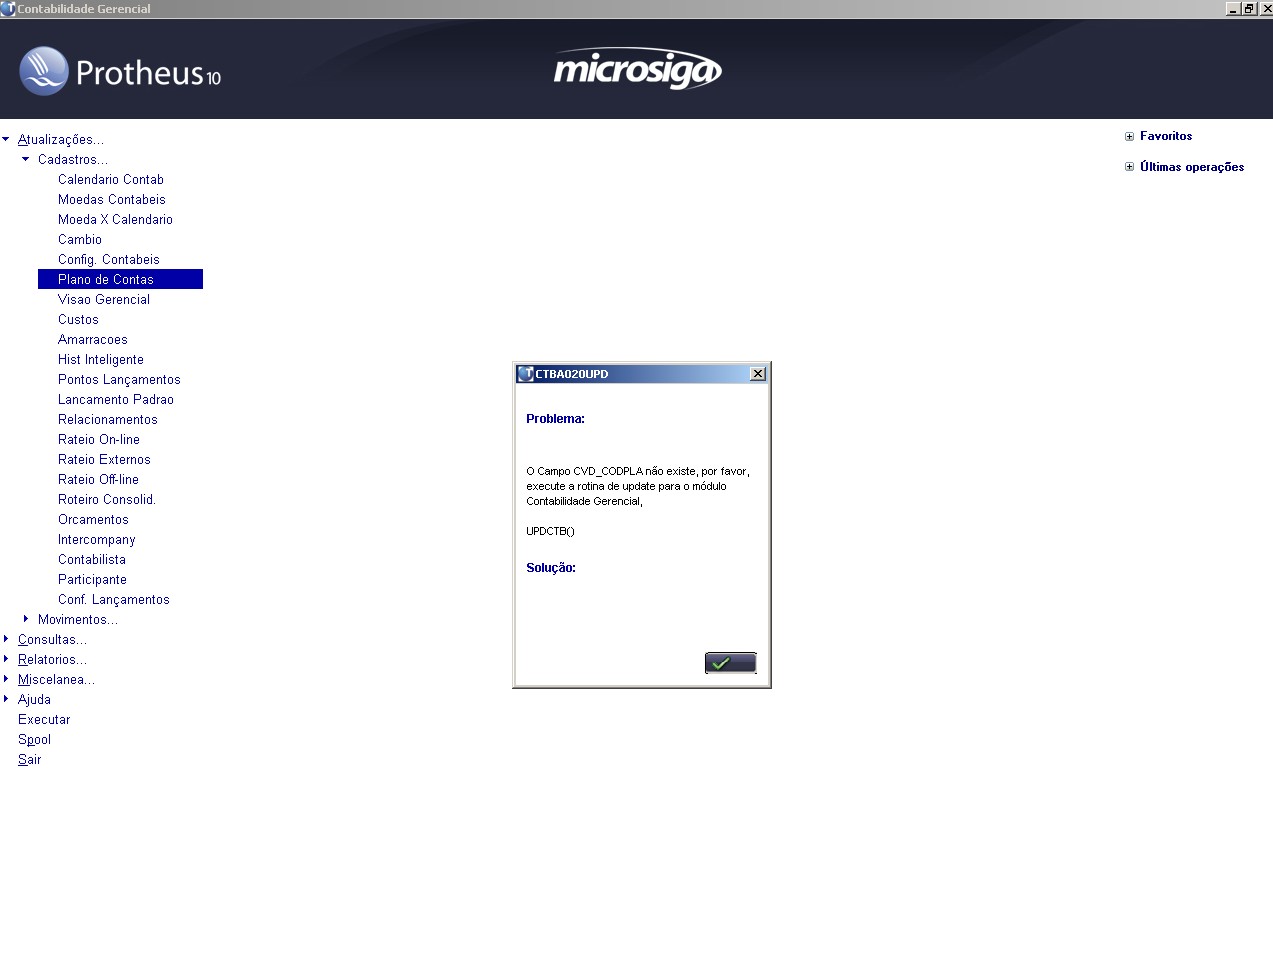 Contabilidade Gerencial
Protheus 10
microsiga
Atualizações...
Cadastros...
Calendario Contab
Moedas Contabeis
Moeda X Calendario
Cambio
Config. Contabeis
Plano de Contas
Visao Gerencial
Custos
Amarracoes
Hist Inteligente
Pontos Lançamentos
Lancamento Padrao
Relacionamentos
Rateio On-line
Rateio Externos
Rateio Off-line
Roteiro Consolid.
Orcamentos
Intercompany
Contabilista
Participante
Conf. Lançamentos
Movimentos...
Consultas...
Relatorios...
Miscelanea...
Ajuda
Executar
Spool
Sair
Favoritos
Últimas operações
CTBA020UPD
Problema:
O Campo CVD_CODPLA não existe, por favor,
execute a rotina de update para o módulo
Contabilidade Gerencial,
UPDCTB()
Solução: